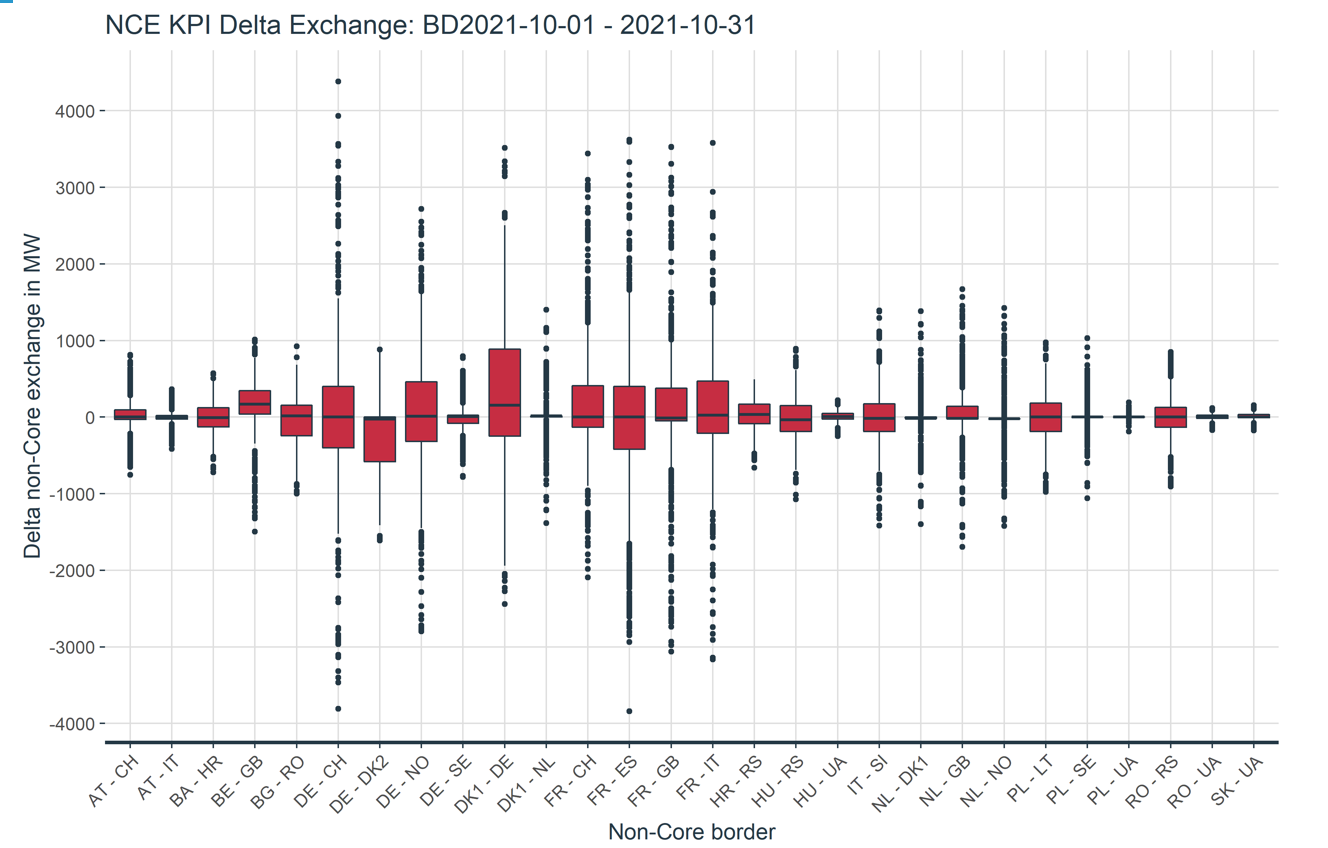 NCE KPI Delta Exchange: BD2021-10-01 - 2021-10-31
Delta non-Core exchange in MW
4000
3000
2000
1000
0
-1000
-2000
-3000
-4000
AT - CH
AT - IT
BA - HR
BE - GB
BG - RO
DE - CH
DE - DK2
DE - NO
DE - SE
DK1 - DE
DK1 - NL
FR - CH
FR - ES
FR - GB
FR - IT
HR - RS
HU - RS
HU - UA
IT - SI
NL - DK1
NL - GB
NL - NO
PL - LT
PL - SE
PL - UA
RO - RS
RO - UA
SK - UA
Non-Core border